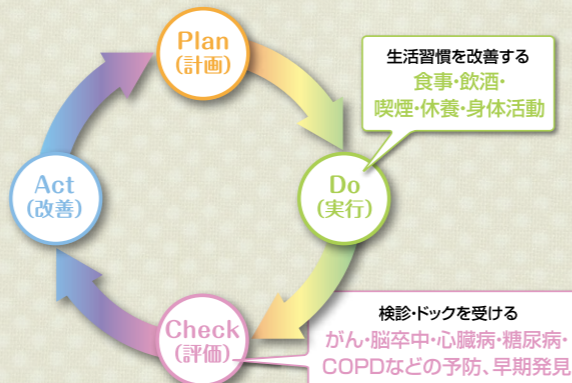 Plan
(計画)
生活習慣を改善する
食事・飲酒・
喫煙・休養・身体活動
Do
(実行)
検診・ドックを受ける
がん・脳卒中・心臓病・糖尿病・
COPDなどの予防、早期発見
Check
(評価)
Act
(改善)